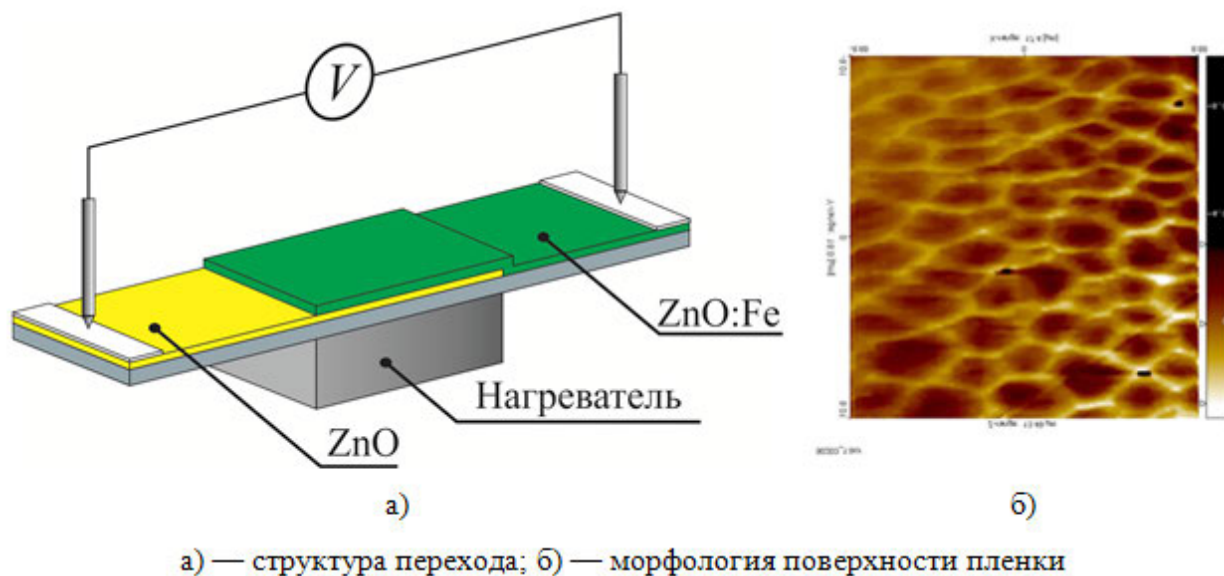 V
ZnO:Fe
Нагреватель
ZnO
а)
б)
а) — структура перехода; б) — морфология поверхности пленки